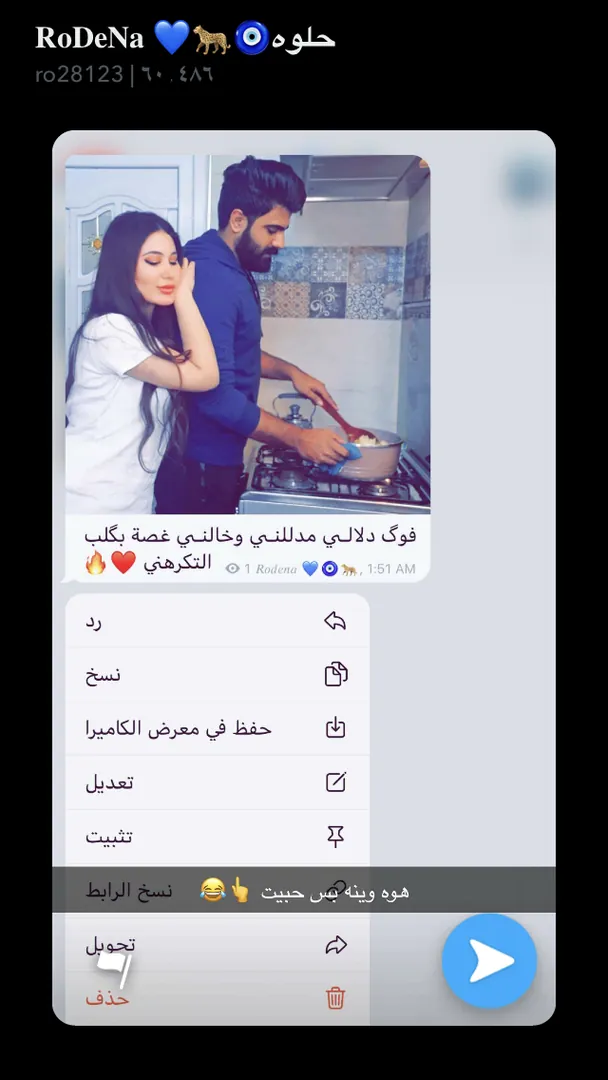 𝐑𝐨𝐃𝐞𝐍𝐚 💙🐆🧿حلوه
ro28123 | ٦٠,٤٨٦
فوگ دلالـي مدللنـي وخالنـي غصة بگلب
التكرهني ❤️🔥
1 𝑅𝑜𝑑𝑒𝑛𝑎 💙🧿🐆, 1:51 AM
رد
نسخ
حفظ في معرض الكاميرا
تعديل
تثبيت
نسخ الرابط
هوه وينه بس حبيت 👆😂
تحويل
حذف